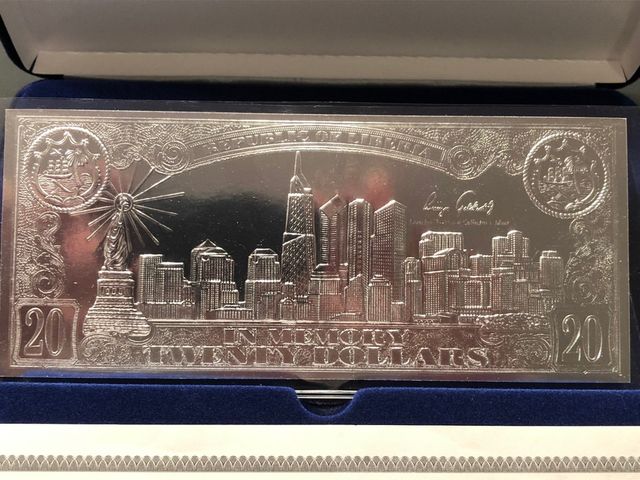 REPUBLIC OF LIBERIA
20
IN MEMORY
20
TWENTY DOLLARS